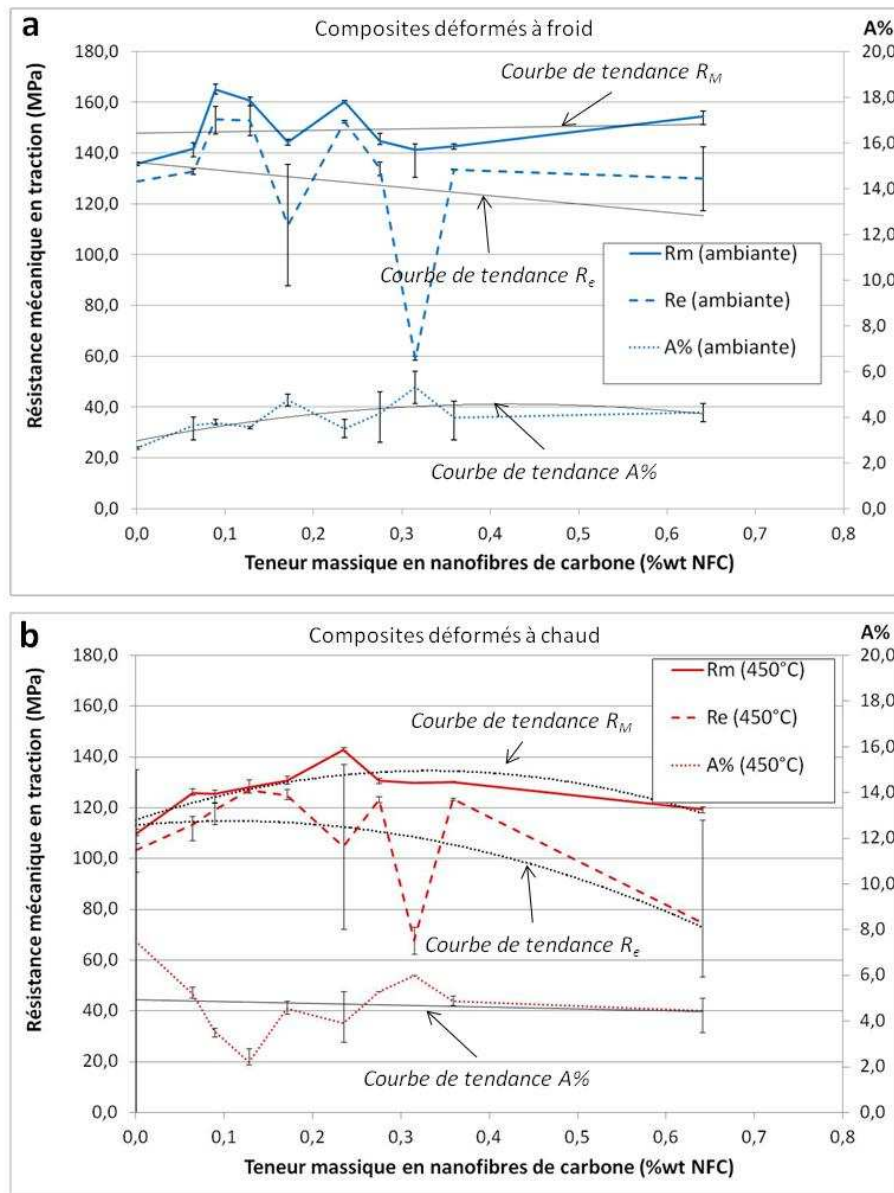 a
Composites déformés à froid
A%
Résistance mécanique en traction (MPa)
180,0
160,0
140,0
120,0
100,0
80,0
60,0
40,0
20,0
0,0
20,0
18,0
16,0
14,0
12,0
10,0
8,0
6,0
4,0
2,0
0,0
Courbe de tendance R_M
Courbe de tendance R_e
Rm (ambiante)
Re (ambiante)
A% (ambiante)
Courbe de tendance A%
0,0 0,1 0,2 0,3 0,4 0,5 0,6 0,7 0,8
Teneur massique en nanofibres de carbone (%wt NFC)
b
Composites déformés à chaud
A%
Résistance mécanique en traction (MPa)
180,0
160,0
140,0
120,0
100,0
80,0
60,0
40,0
20,0
0,0
20,0
18,0
16,0
14,0
12,0
10,0
8,0
6,0
4,0
2,0
0,0
Rm (450°C)
Re (450°C)
A% (450°C)
Courbe de tendance R_M
Courbe de tendance R_e
Courbe de tendance A%
0,0 0,1 0,2 0,3 0,4 0,5 0,6 0,7 0,8
Teneur massique en nanofibres de carbone (%wt NFC)